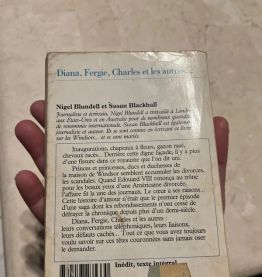 Diana, Fergie, Charles et les autres...
Nigel Blundell et Susan Blackhall
Journaliste et écrivain, Nigel Blundell a travaillé à Londres,
aux États-Unis et en Australie pour de nombreux quotidiens
de renommée internationale. Susan Blackhall est également
journaliste et auteur. Ils se sont connus en écrivant ce livre
sur les Windsor... et se sont mariés.
Inaugurations, chapeaux à fleurs, gazon rasé,
chevaux racés... Derrière cette digne façade, il y a plus
d'une fissure dans ce royaume que l'on dit uni.
Princes et princesses, ducs et duchesses de
la maison de Windsor semblent accumuler les divorces,
les scandales. Quand Edouard VIII renonça au trône
pour les beaux yeux d'une Américaine divorcée,
l'affaire fit la une des journaux. Le cœur a ses raisons...
Cette histoire d'amour n'était que le premier épisode
d'une saga dont les rebondissements n'ont cessé de
défrayer la chronique depuis plus d'un demi-siècle.
Diana, Fergie, Charles et les autres :
leurs conversations téléphoniques, leurs liaisons,
leurs défauts cachés... Tout ce que vous avez toujours
voulu savoir sur ces têtes couronnées sans jamais oser
le demander.
Inédit, texte intégral